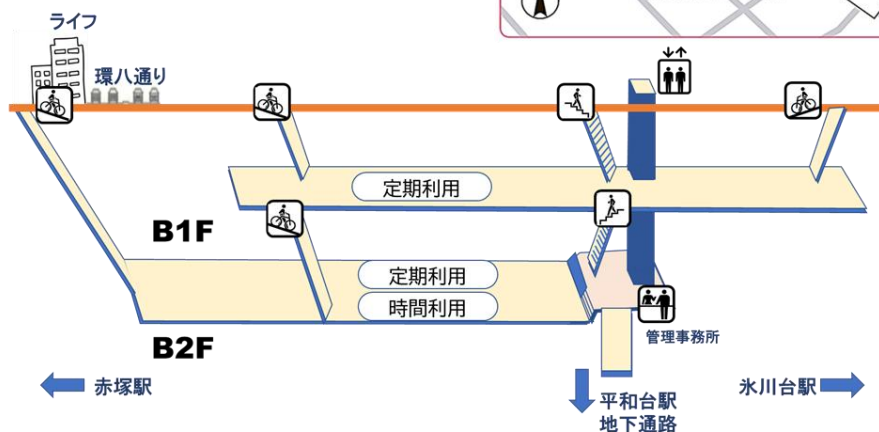 ライフ
環八通り
定期利用
B1F
定期利用
時間利用
B2F
管理事務所
赤塚駅
平和台駅
地下通路
氷川台駅